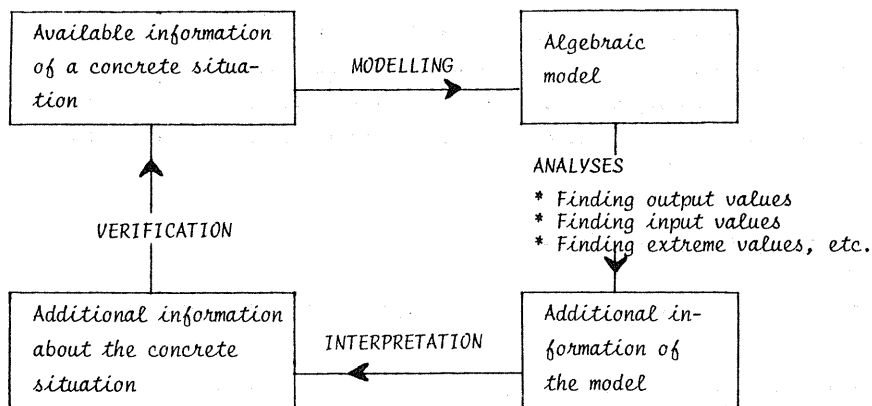 Available information
of a concrete situa-
tion
MODELLING
Algebraic
model
ANALYSES
* Finding output values
* Finding input values
* Finding extreme values, etc.
VERIFICATION
Additional information
about the concrete
situation
INTERPRETATION
Additional in-
formation of
the model